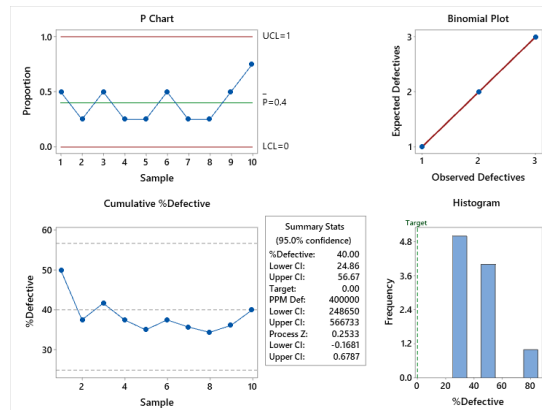 P Chart
1.0
0.5
0.0
Proportion
1 2 3 4 5 6 7 8 9 10
Sample
UCL=1
P̅=0.4
LCL=0
Binomial Plot
3
2
1
Expected Defectives
1 2 3
Observed Defectives
Cumulative %Defective
60
50
40
30
%Defective
2 4 6 8 10
Sample
Summary Stats
(95.0% confidence)
%Defective: 40.00
Lower CI: 24.86
Upper CI: 56.67
Target: 0.00
PPM Def: 400000
Lower CI: 248650
Upper CI: 566733
Process Z: 0.2533
Lower CI: -0.1681
Upper CI: 0.6787
Histogram
Target
4.8
3.6
2.4
1.2
0.0
Frequency
0 20 40 60 80
%Defective